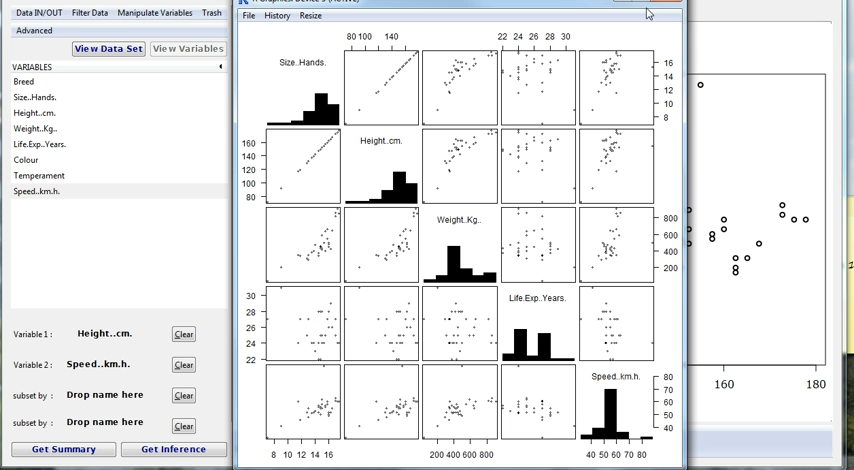 Data IN/OUT Filter Data Manipulate Variables Trash
Advanced
View Data Set View Variables
VARIABLES
Breed
Size..Hands.
Height..cm.
Weight..Kg..
Life.Exp..Years.
Colour
Temperament
Speed..km.h.
Variable 1 : Height..cm. Clear
Variable 2 : Speed..km.h. Clear
subset by : Drop name here Clear
subset by : Drop name here Clear
Get Summary Get Inference
File History Resize
80 100 140
22 24 26 28 30
Size..Hands.
16
14
12
10
8
Height..cm.
160
140
120
100
80
Weight..Kg..
800
600
400
200
Life.Exp..Years.
30
28
26
24
22
Speed..km.h.
80
70
60
50
40
8 10 12 14 16
200 400 600 800
40 50 60 70 80
160 180